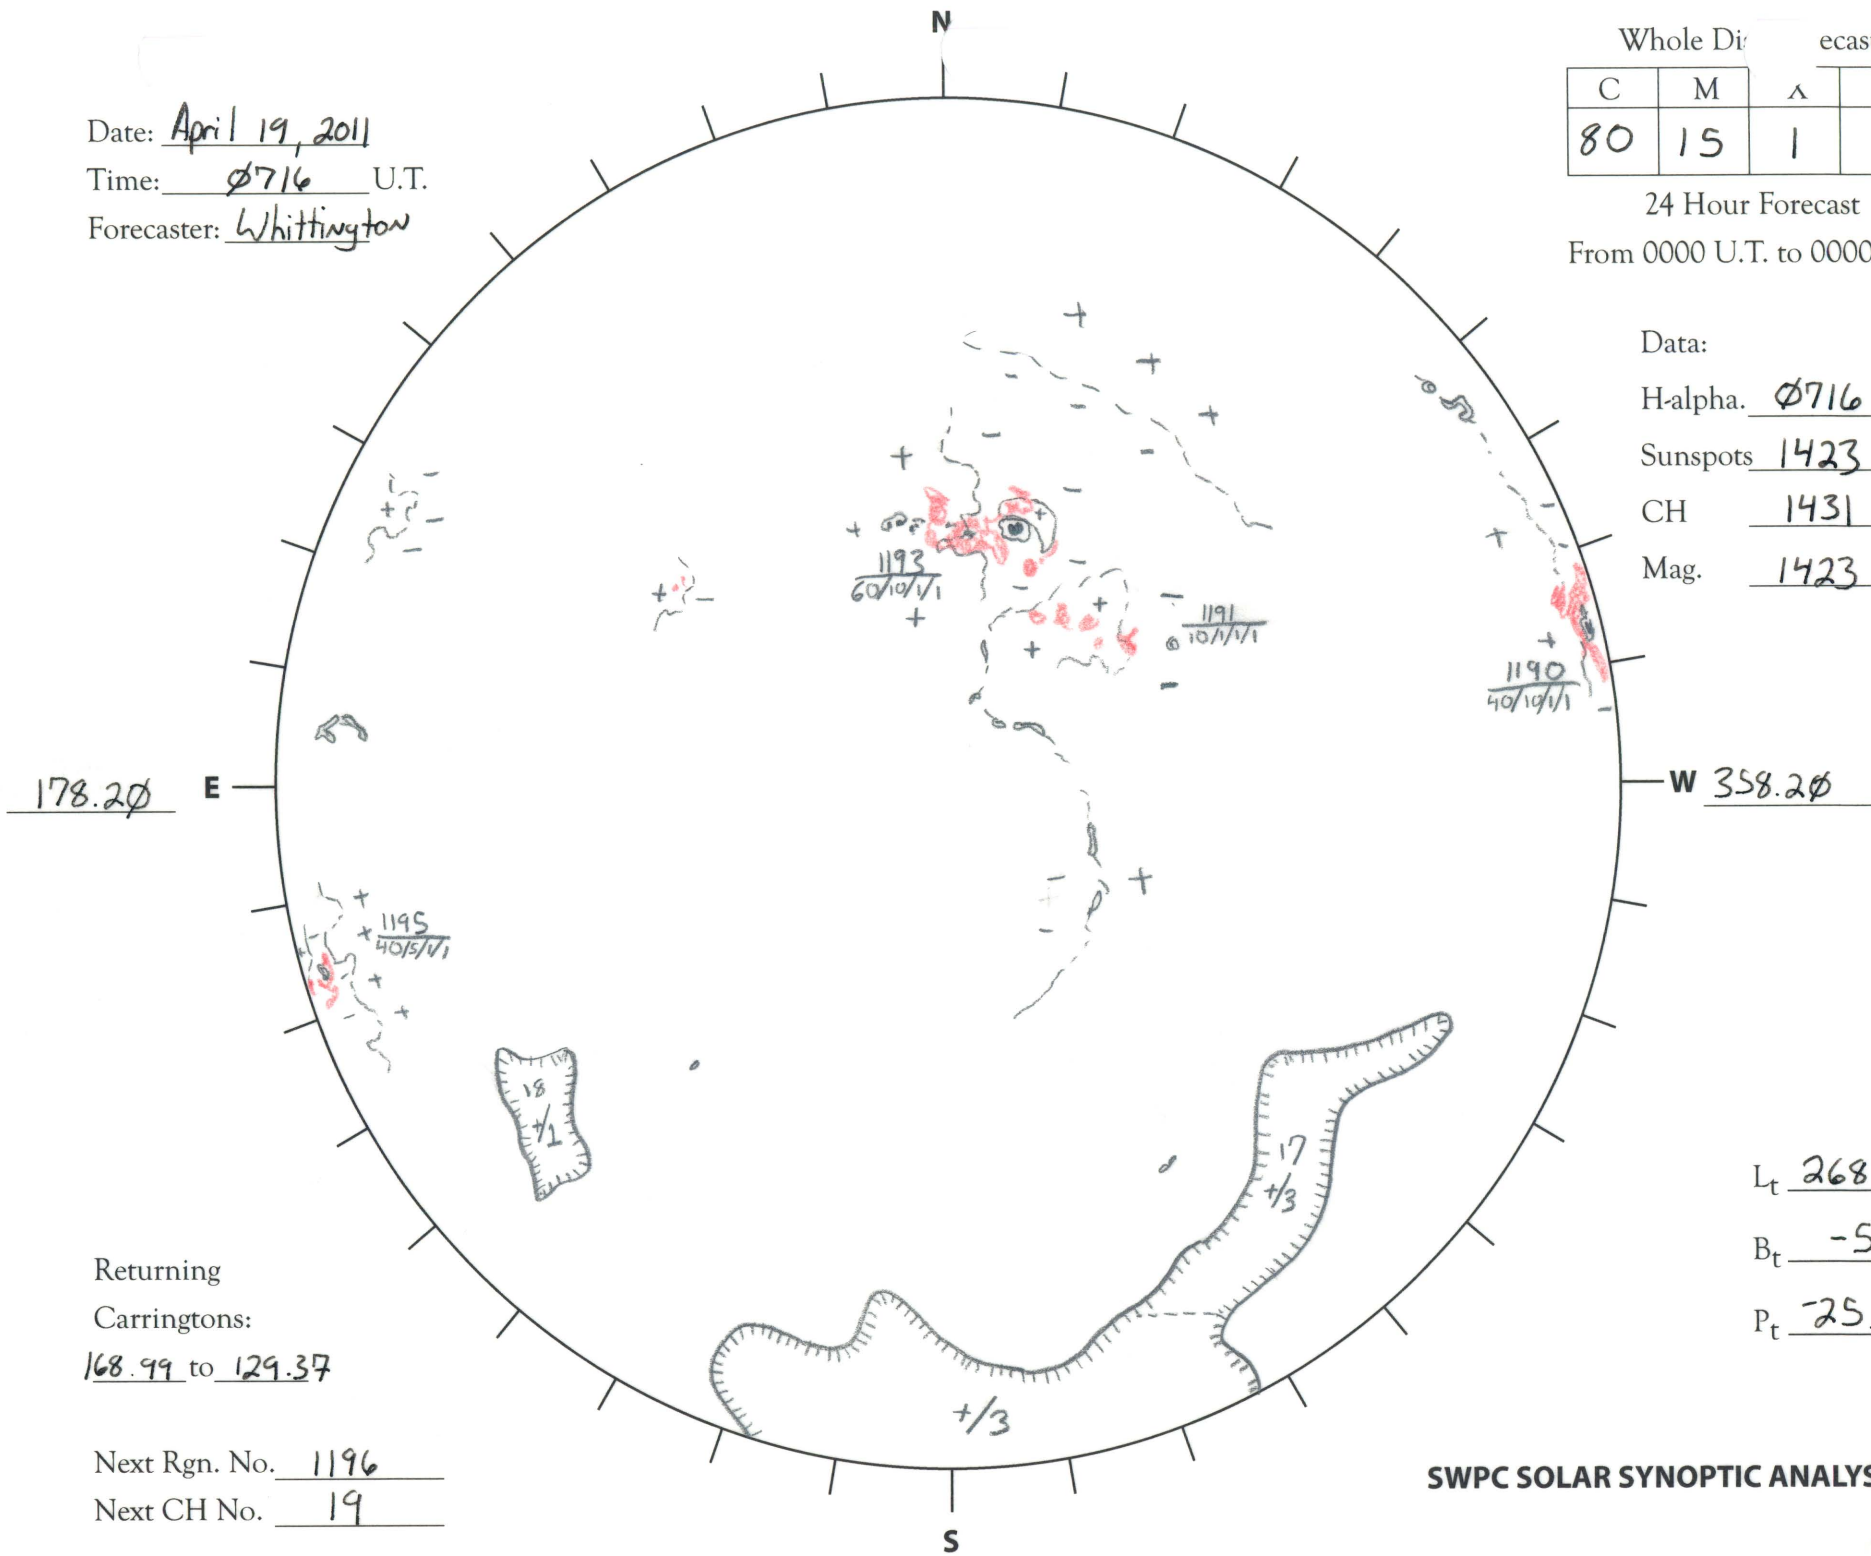 N
Date: April 19, 2011
Time: Ø716 U.T.
Forecaster: Whittington
Whole Di ecas
C M
80 15 1
24 Hour Forecast
From 0000 U.T. to 0000
Data:
H-alpha. Ø716
Sunspots 1423
CH 1431
Mag. 1423
1193
60/10/1/1
1191
10/1/1/1
1190
40/10/1/1
178.2Ø E
W 358.2Ø
1195
40/5/1/1
18
+/1
17
+/3
+/3
Lt 268
Bt -5
Pt -25.
Returning
Carringtons:
168.99 to 129.37
Next Rgn. No. 1196
Next CH No. 19
SWPC SOLAR SYNOPTIC ANALYS
S